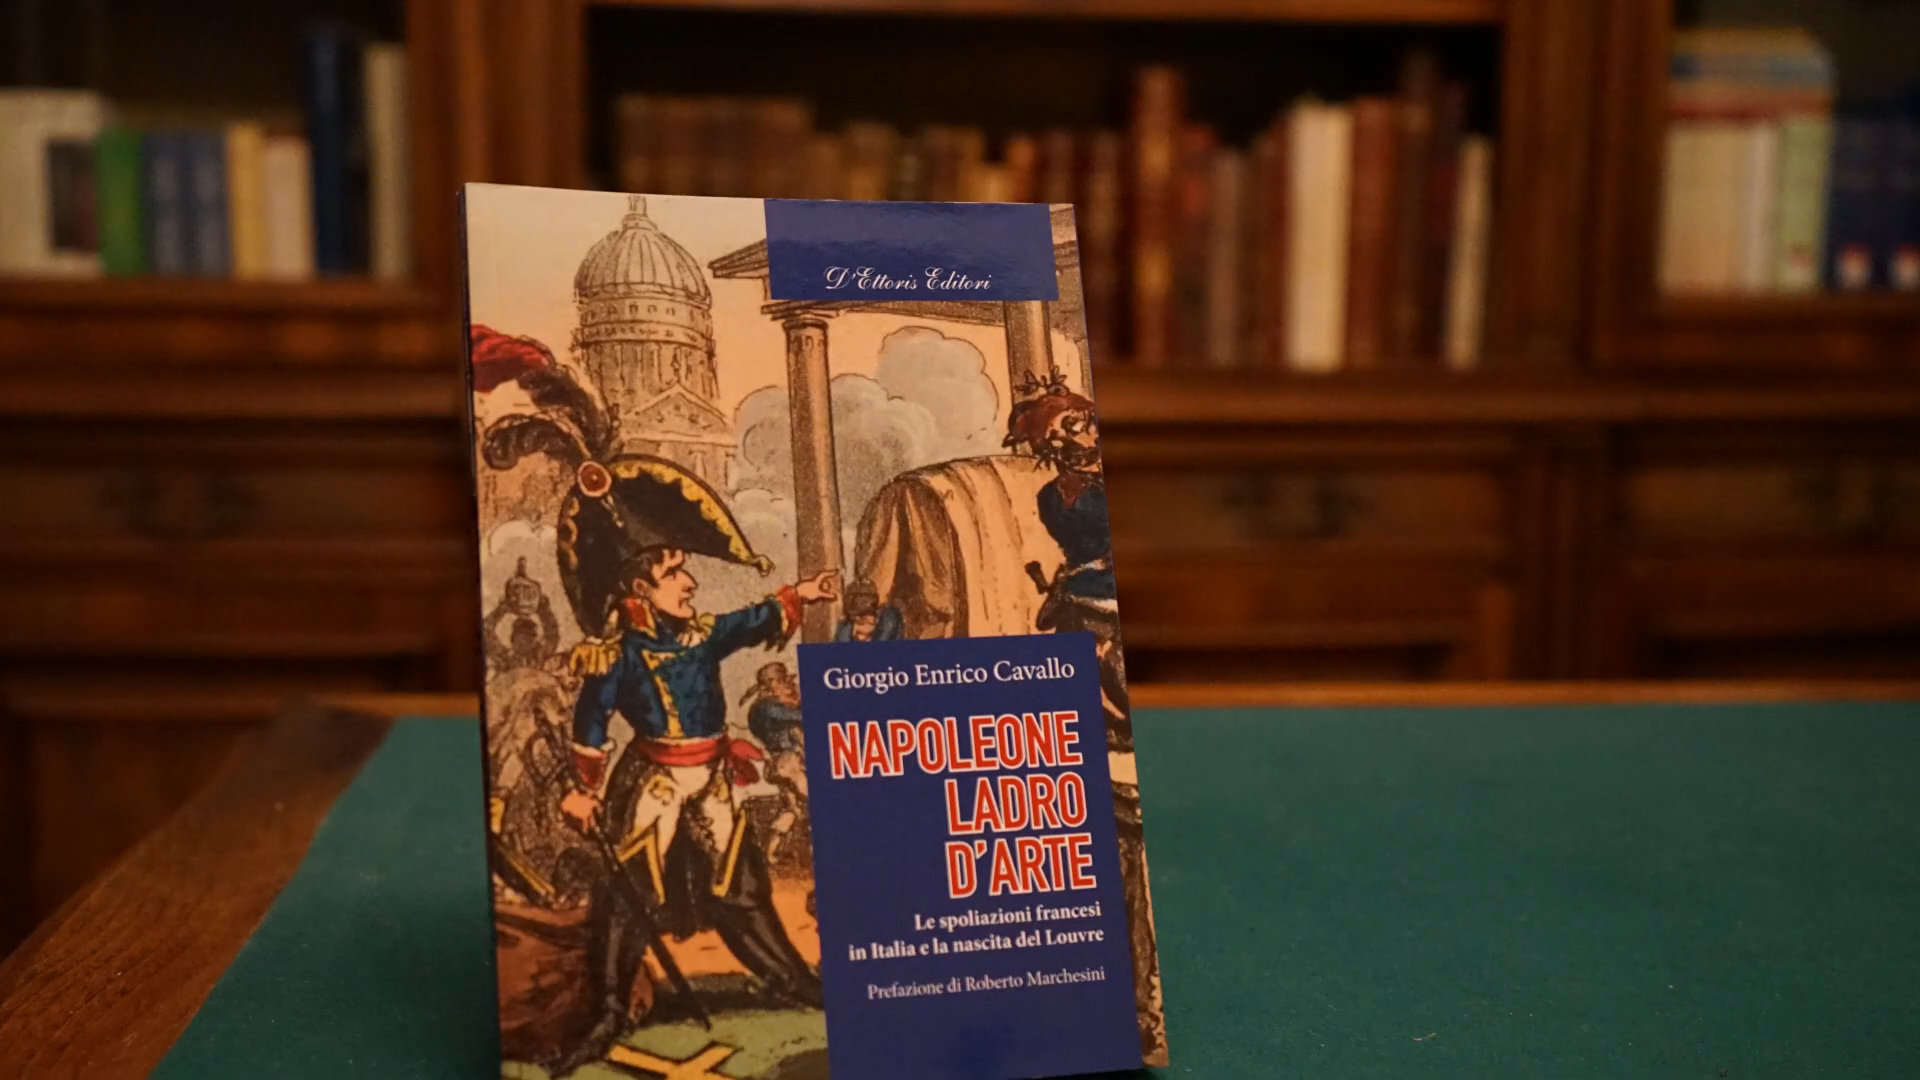 D'Ettoris Editori
Giorgio Enrico Cavallo
NAPOLEONE
LADRO
D'ARTE
Le spoliazioni francesi
in Italia e la nascita del Louvre
Prefazione di Roberto Marchesini